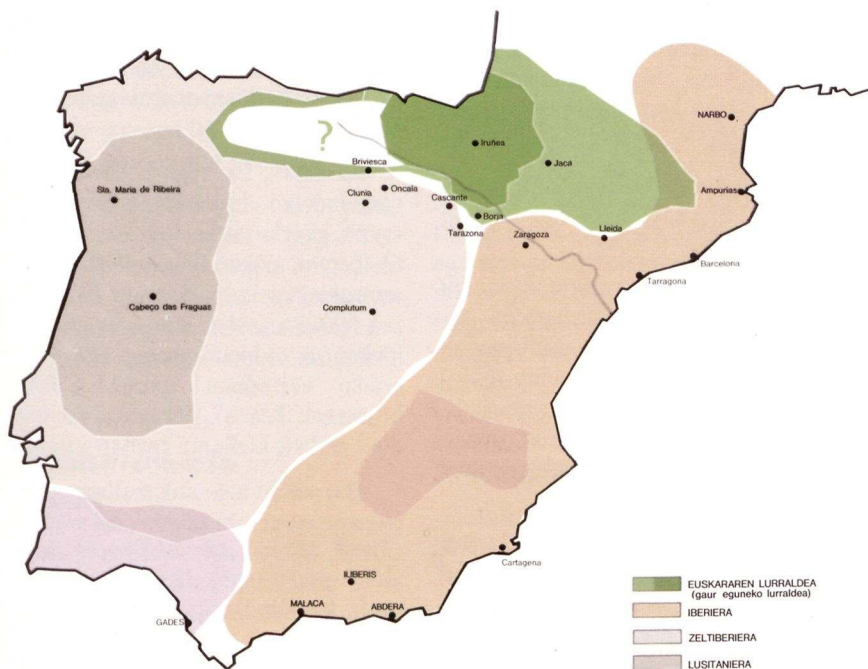 NARBO
?
Iruñea
Jaca
Briviesca
Sta. Maria de Ribeira
Oncala
Ampurias
Clunia
Cascante
Borja
Tarazona
Zaragoza
Lleida
Barcelona
Tarragona
Cabeço das Fraguas
Complutum
Cartagena
ILIBERIS
MALACA
ABDERA
GADES
EUSKARAREN LURRALDEA
(gaur eguneko lurraldea)
IBERIERA
ZELTIBERIERA
LUSITANIERA